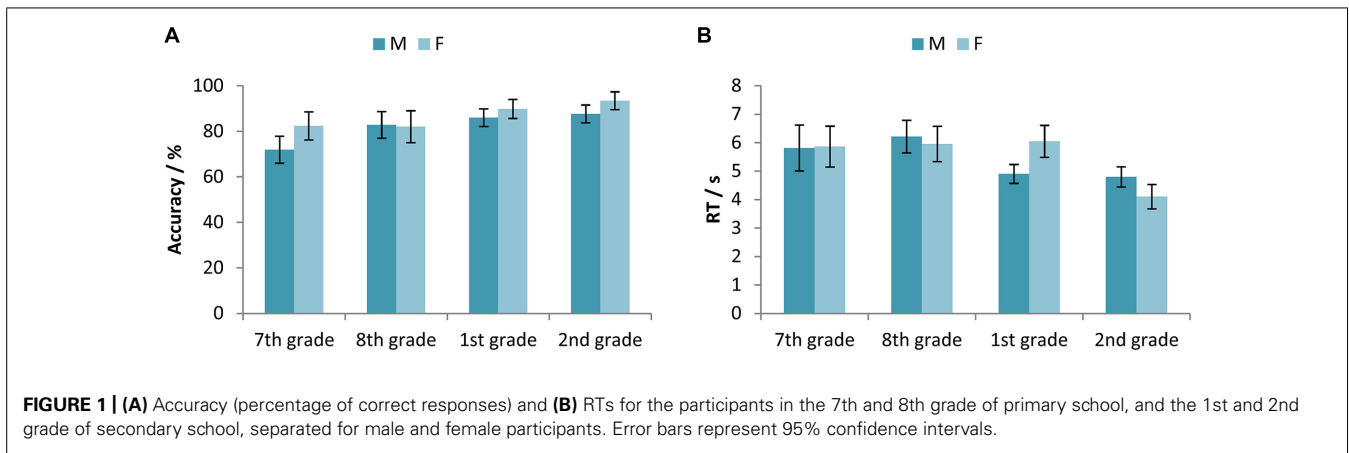 A
M F
Accuracy / %
100
80
60
40
20
0
7th grade 8th grade 1st grade 2nd grade
B
M F
RT / s
8
7
6
5
4
3
2
1
0
7th grade 8th grade 1st grade 2nd grade
FIGURE 1 | (A) Accuracy (percentage of correct responses) and (B) RTs for the participants in the 7th and 8th grade of primary school, and the 1st and 2nd
grade of secondary school, separated for male and female participants. Error bars represent 95% confidence intervals.